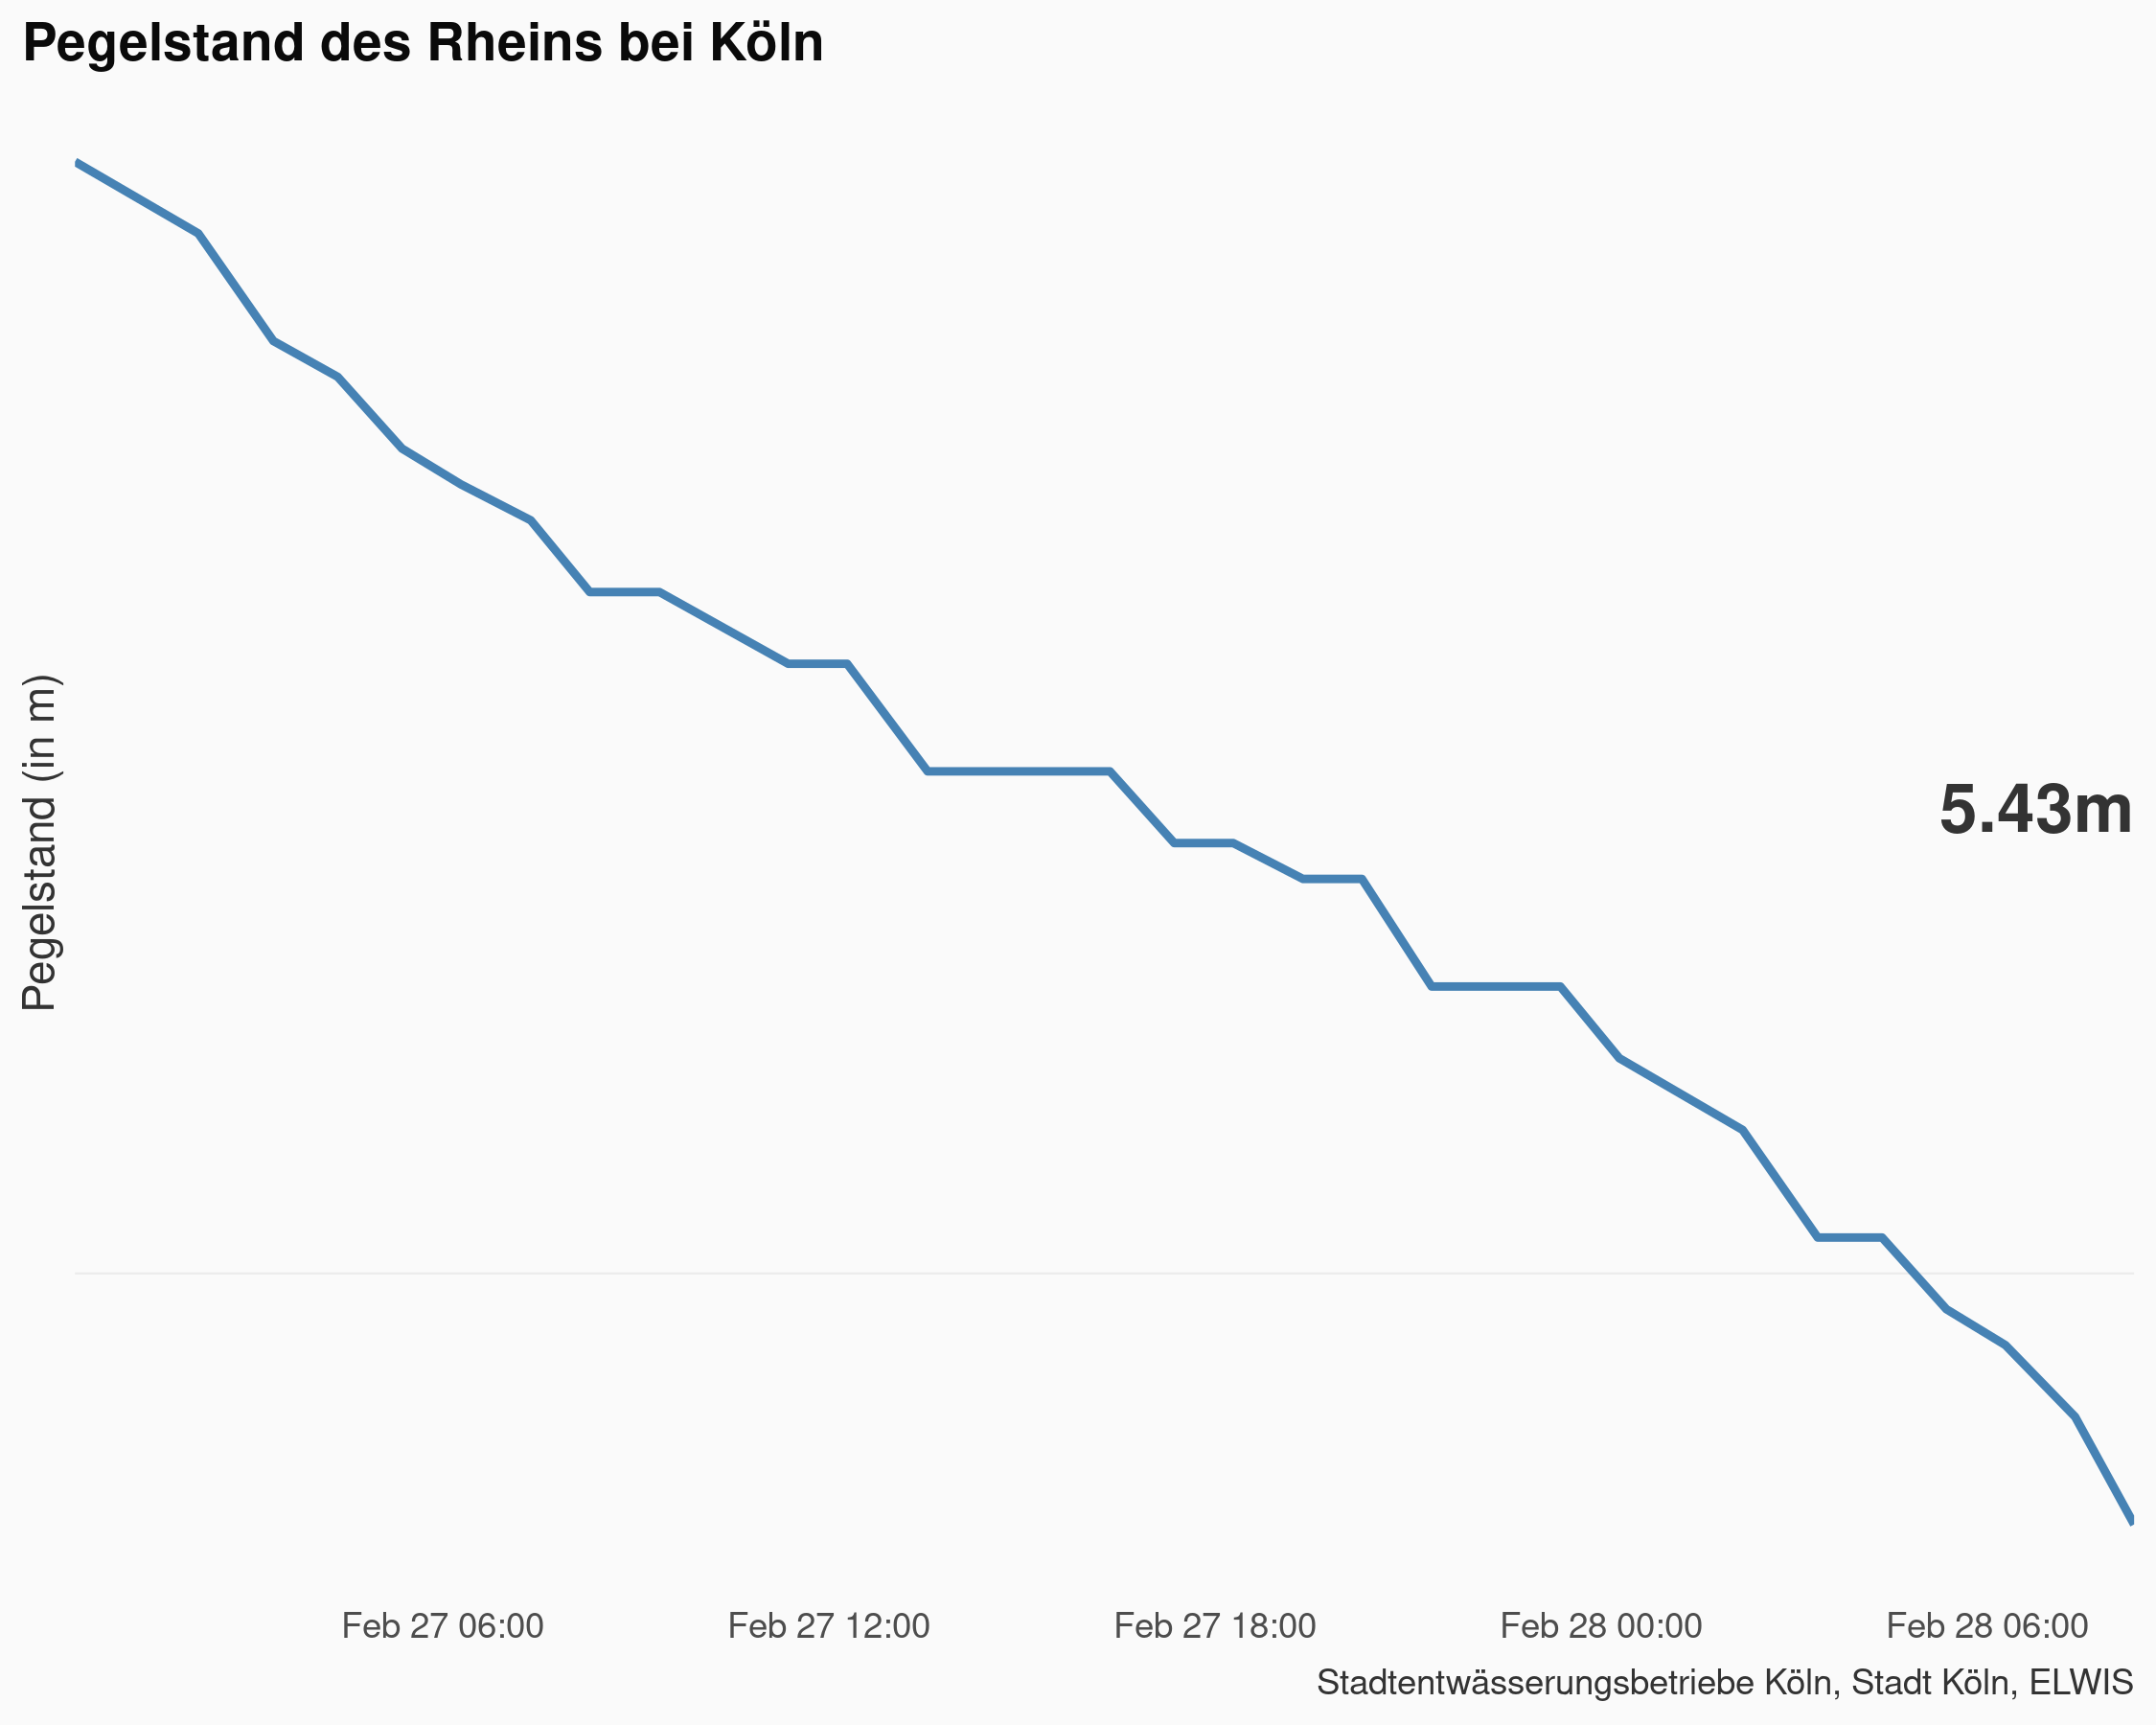 Pegelstand des Rheins bei Köln
Pegelstand (in m)
5.43m
Feb 27 06:00
Feb 27 12:00
Feb 27 18:00
Feb 28 00:00
Feb 28 06:00
Stadtentwässerungsbetriebe Köln, Stadt Köln, ELWIS